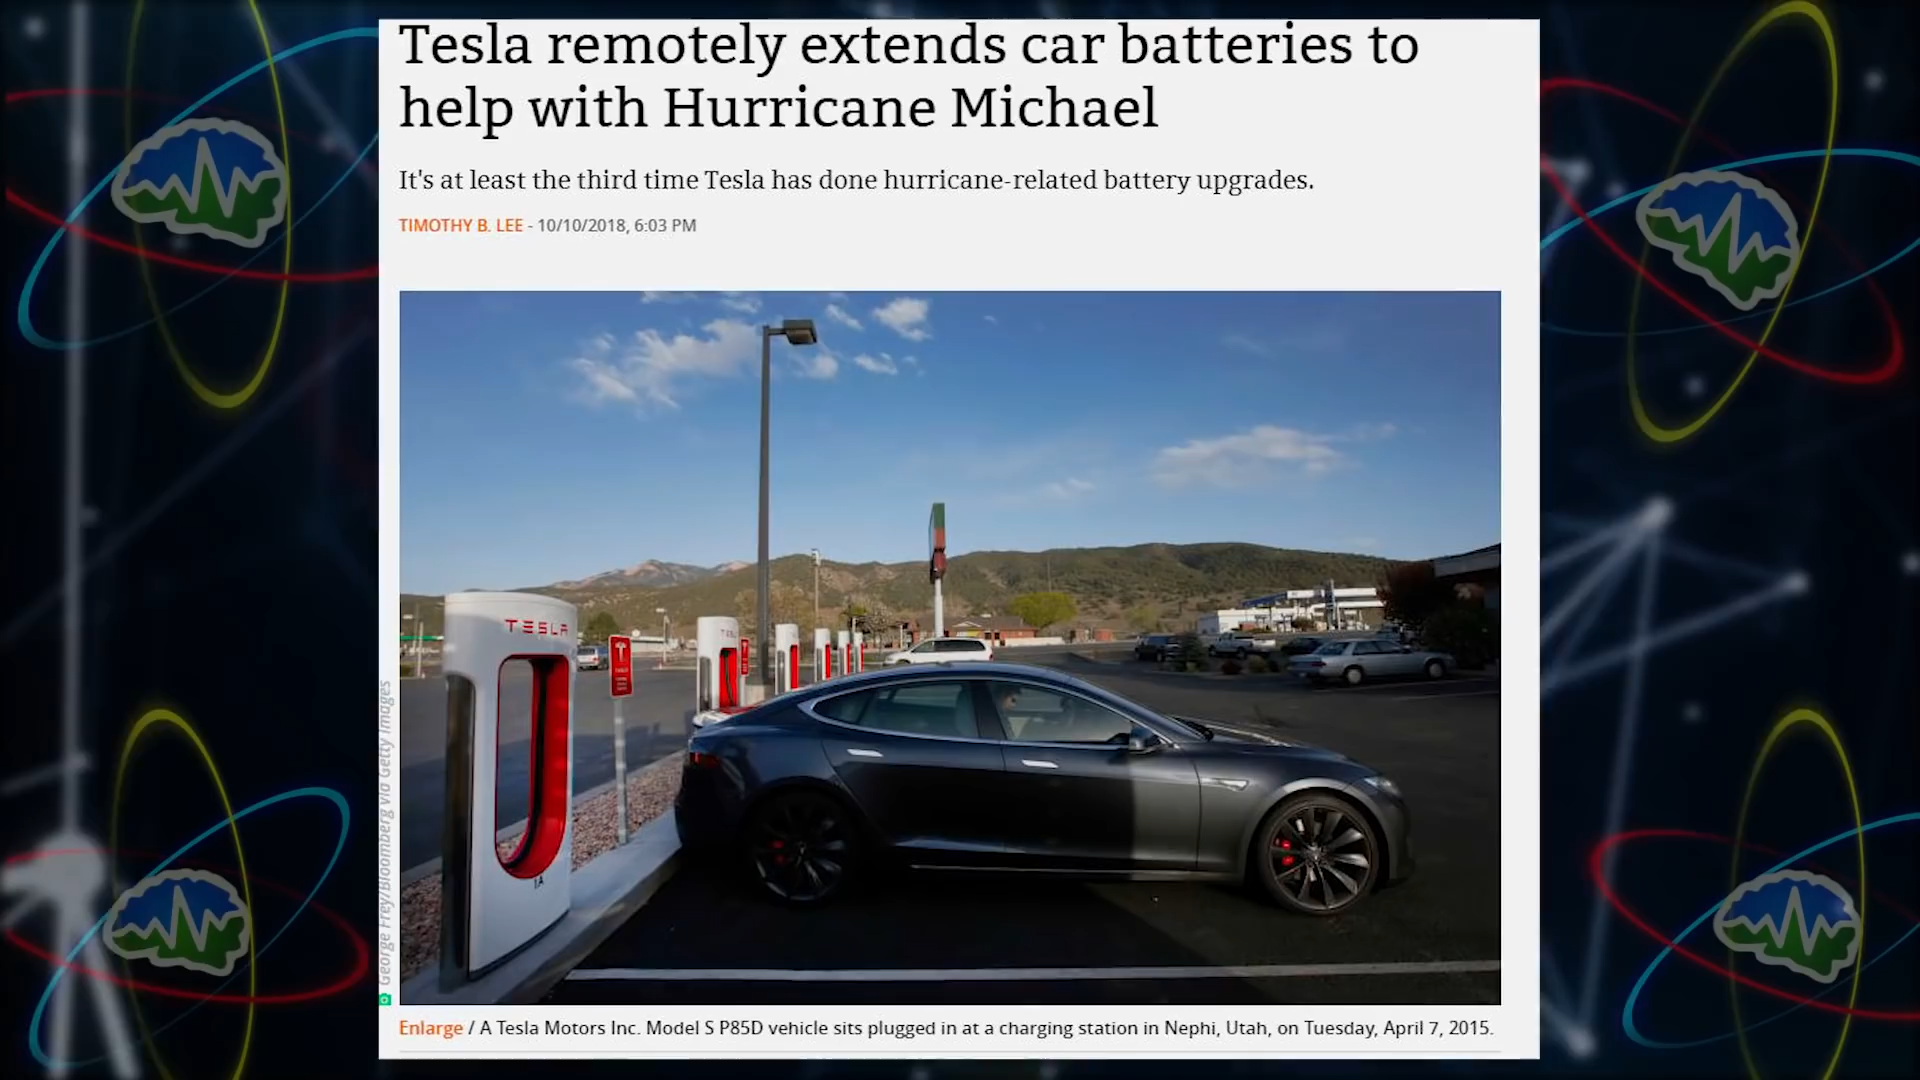 Tesla remotely extends car batteries to
help with Hurricane Michael
It's at least the third time Tesla has done hurricane-related battery upgrades.
TIMOTHY B. LEE - 10/10/2018, 6:03 PM
TESLA
TESLA
1A
George Frey/Bloomberg via Getty Images
Enlarge / A Tesla Motors Inc. Model S P85D vehicle sits plugged in at a charging station in Nephi, Utah, on Tuesday, April 7, 2015.